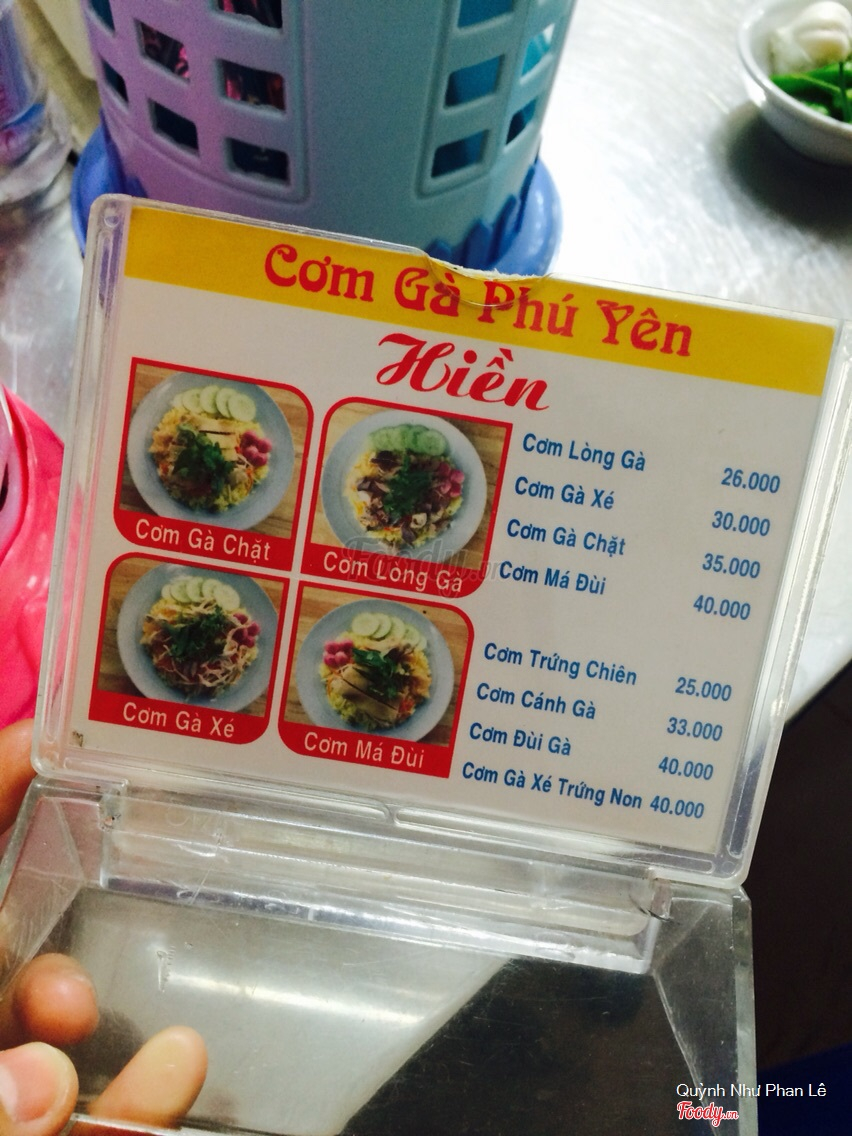 Cơm Gà Phú Yên
Hiền
Cơm Gà Chặt
Cơm Lòng Gà
Cơm Gà Xé
Cơm Má Đùi
Cơm Lòng Gà 26.000
Cơm Gà Xé 30.000
Cơm Gà Chặt 35.000
Cơm Má Đùi 40.000
Cơm Trứng Chiên 25.000
Cơm Cánh Gà 33.000
Cơm Đùi Gà 40.000
Cơm Gà Xé Trứng Non 40.000
Foody.vn
Quỳnh Như Phan Lê
Foody.vn